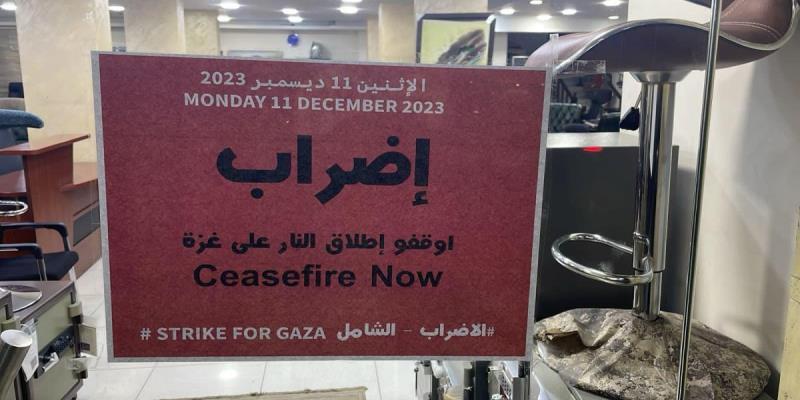 الإثنين 11 ديسمبر 2023
MONDAY 11 DECEMBER 2023
إضراب
اوقفو إطلاق النار على غزة
Ceasefire Now
# STRIKE FOR GAZA الاضراب - الشامل#